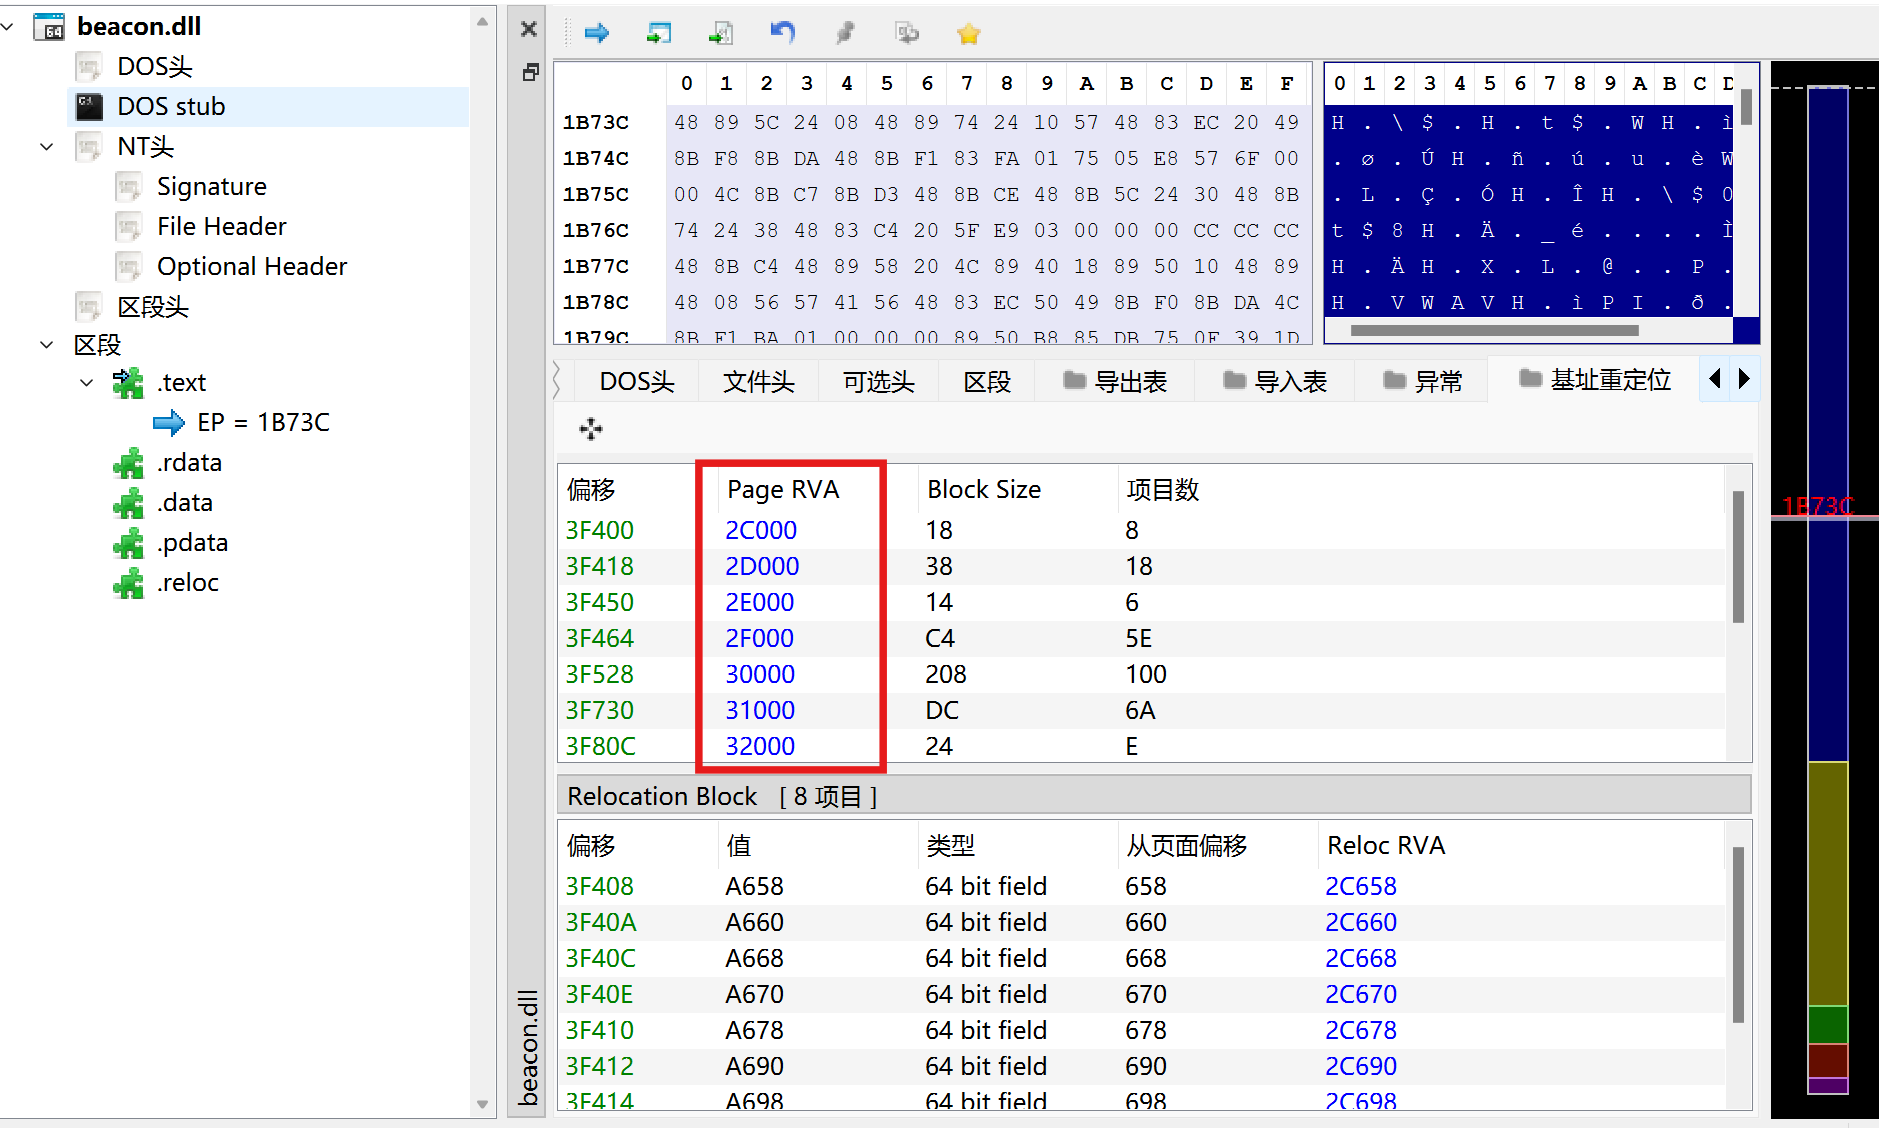 beacon.dll
DOS头
DOS stub
NT头
Signature
File Header
Optional Header
区段头
区段
.text
EP = 1B73C
.rdata
.data
.pdata
.reloc
beacon.dll
0 1 2 3 4 5 6 7 8 9 A B C D E F
1B73C 48 89 5C 24 08 48 89 74 24 10 57 48 83 EC 20 49
1B74C 8B F8 8B DA 48 8B F1 83 FA 01 75 05 E8 57 6F 00
1B75C 00 4C 8B C7 8B D3 48 8B CE 48 8B 5C 24 30 48 8B
1B76C 74 24 38 48 83 C4 20 5F E9 03 00 00 00 CC CC CC
1B77C 48 8B C4 48 89 58 20 4C 89 40 18 89 50 10 48 89
1B78C 48 08 56 57 41 56 48 83 EC 50 49 8B F0 8B DA 4C
1B79C 8B F1 BA 01 00 00 00 89 50 B8 85 DB 75 0F 39 1D
0 1 2 3 4 5 6 7 8 9 A B C D
H . \ $ . H . t $ . W H . ì
. ø . Ú H . ñ . ú . u . è W
. L . Ç . Ó H . Î H . \ $ 0
t $ 8 H . Ä . _ é . . . . Ì
H . Ä H . X . L . @ . . P .
H . V W A V H . ì P I . ð .
DOS头 文件头 可选头 区段 导出表 导入表 异常 基址重定位
偏移 Page RVA Block Size 项目数
3F400 2C000 18 8
3F418 2D000 38 18
3F450 2E000 14 6
3F464 2F000 C4 5E
3F528 30000 208 100
3F730 31000 DC 6A
3F80C 32000 24 E
Relocation Block [ 8 项目 ]
偏移 值 类型 从页面偏移 Reloc RVA
3F408 A658 64 bit field 658 2C658
3F40A A660 64 bit field 660 2C660
3F40C A668 64 bit field 668 2C668
3F40E A670 64 bit field 670 2C670
3F410 A678 64 bit field 678 2C678
3F412 A690 64 bit field 690 2C690
3F414 A698 64 bit field 698 2C698
1B73C